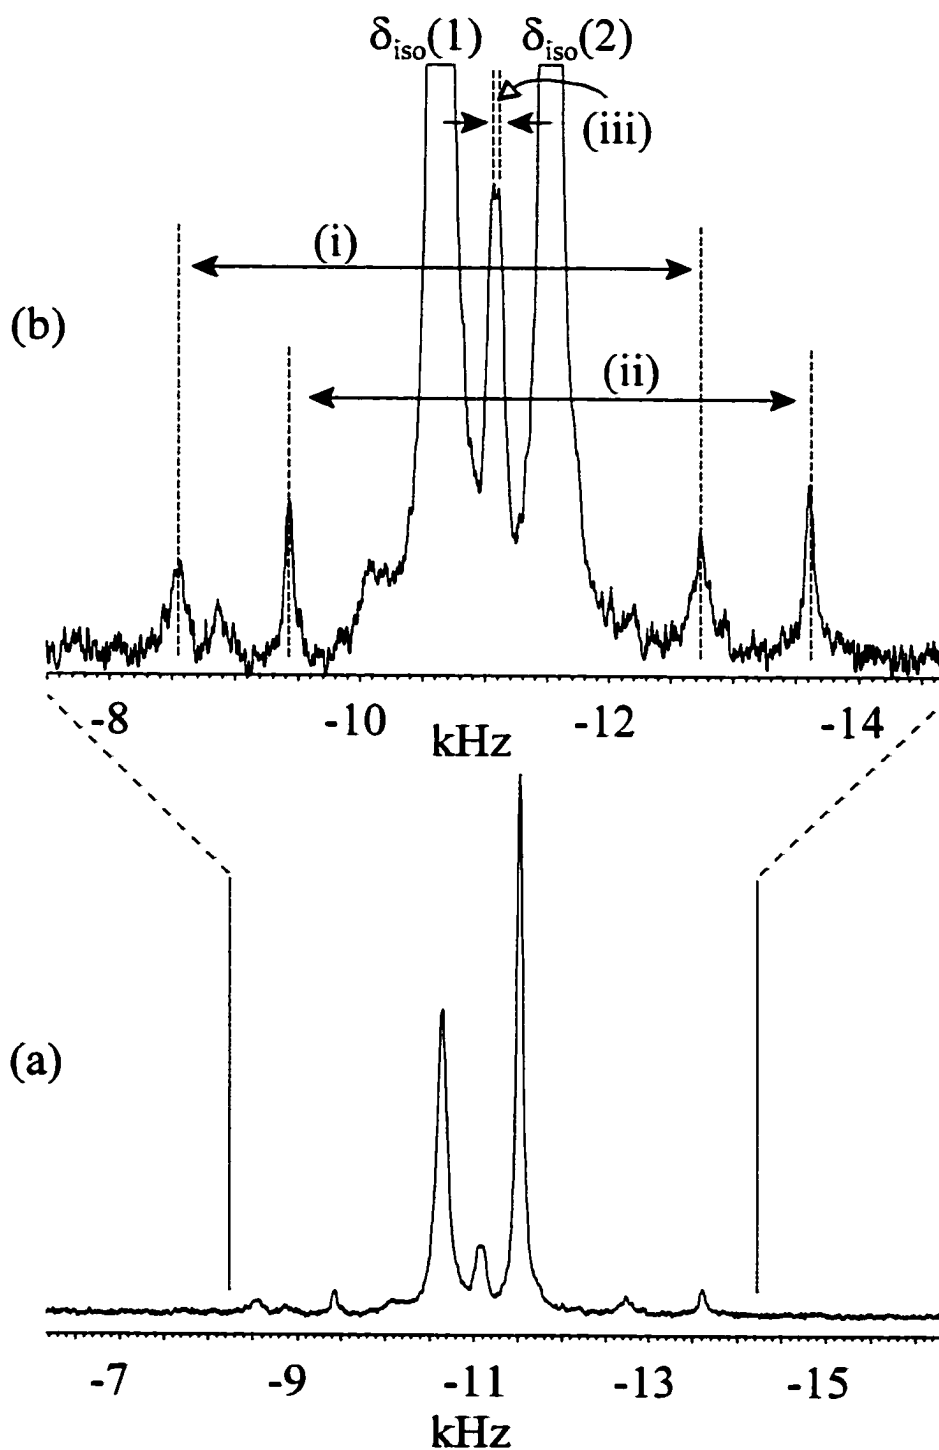 δiso(1) δiso(2)
(iii)
(i)
(b)
(ii)
-8 -10 -12 -14
kHz
(a)
-7 -9 -11 -13 -15
kHz